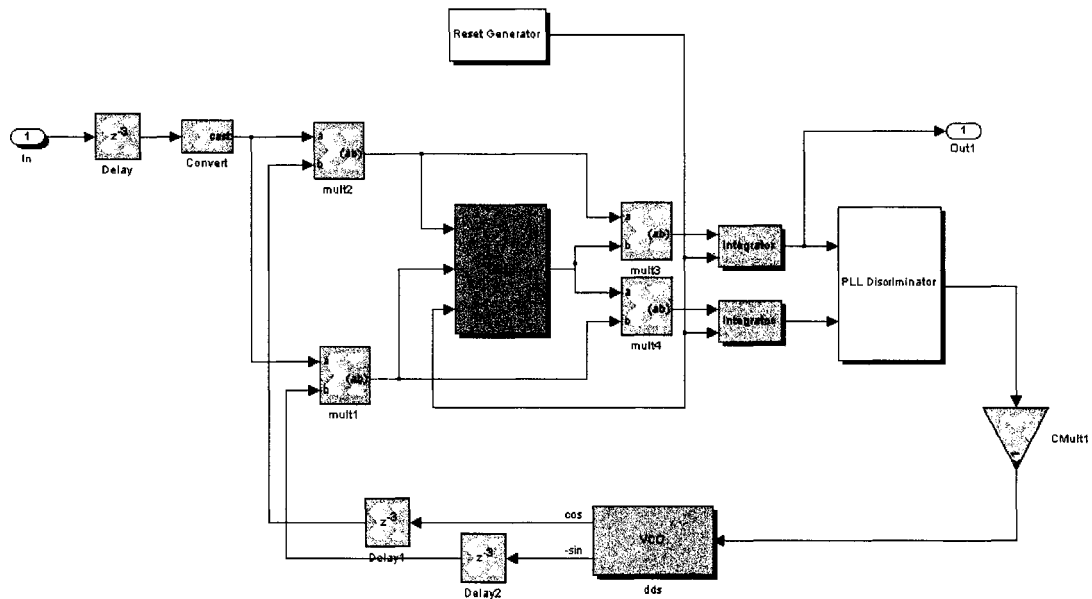 Reset Generator
1
In
z⁻³
Delay
cast
Convert
a
b
(ab)
mult2
a
b
(ab)
mult1
a
b
(ab)
mult3
a
b
(ab)
mult4
Integrator
Integrator
1
Out1
PLL Discriminator
CMult1
z⁻³
Delay1
z⁻³
Delay2
cos
-sin
VCO
dds